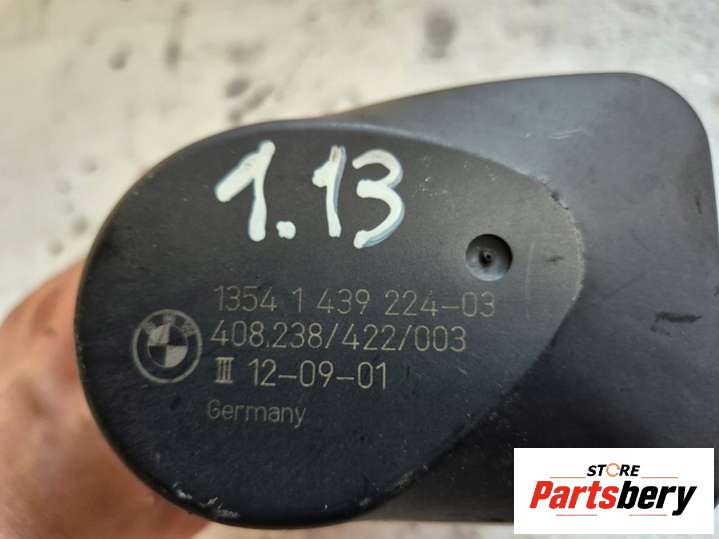 1.13
1354 1 439 224-03
408.238/422/003
III 12-09-01
Germany
STORE
Partsbery